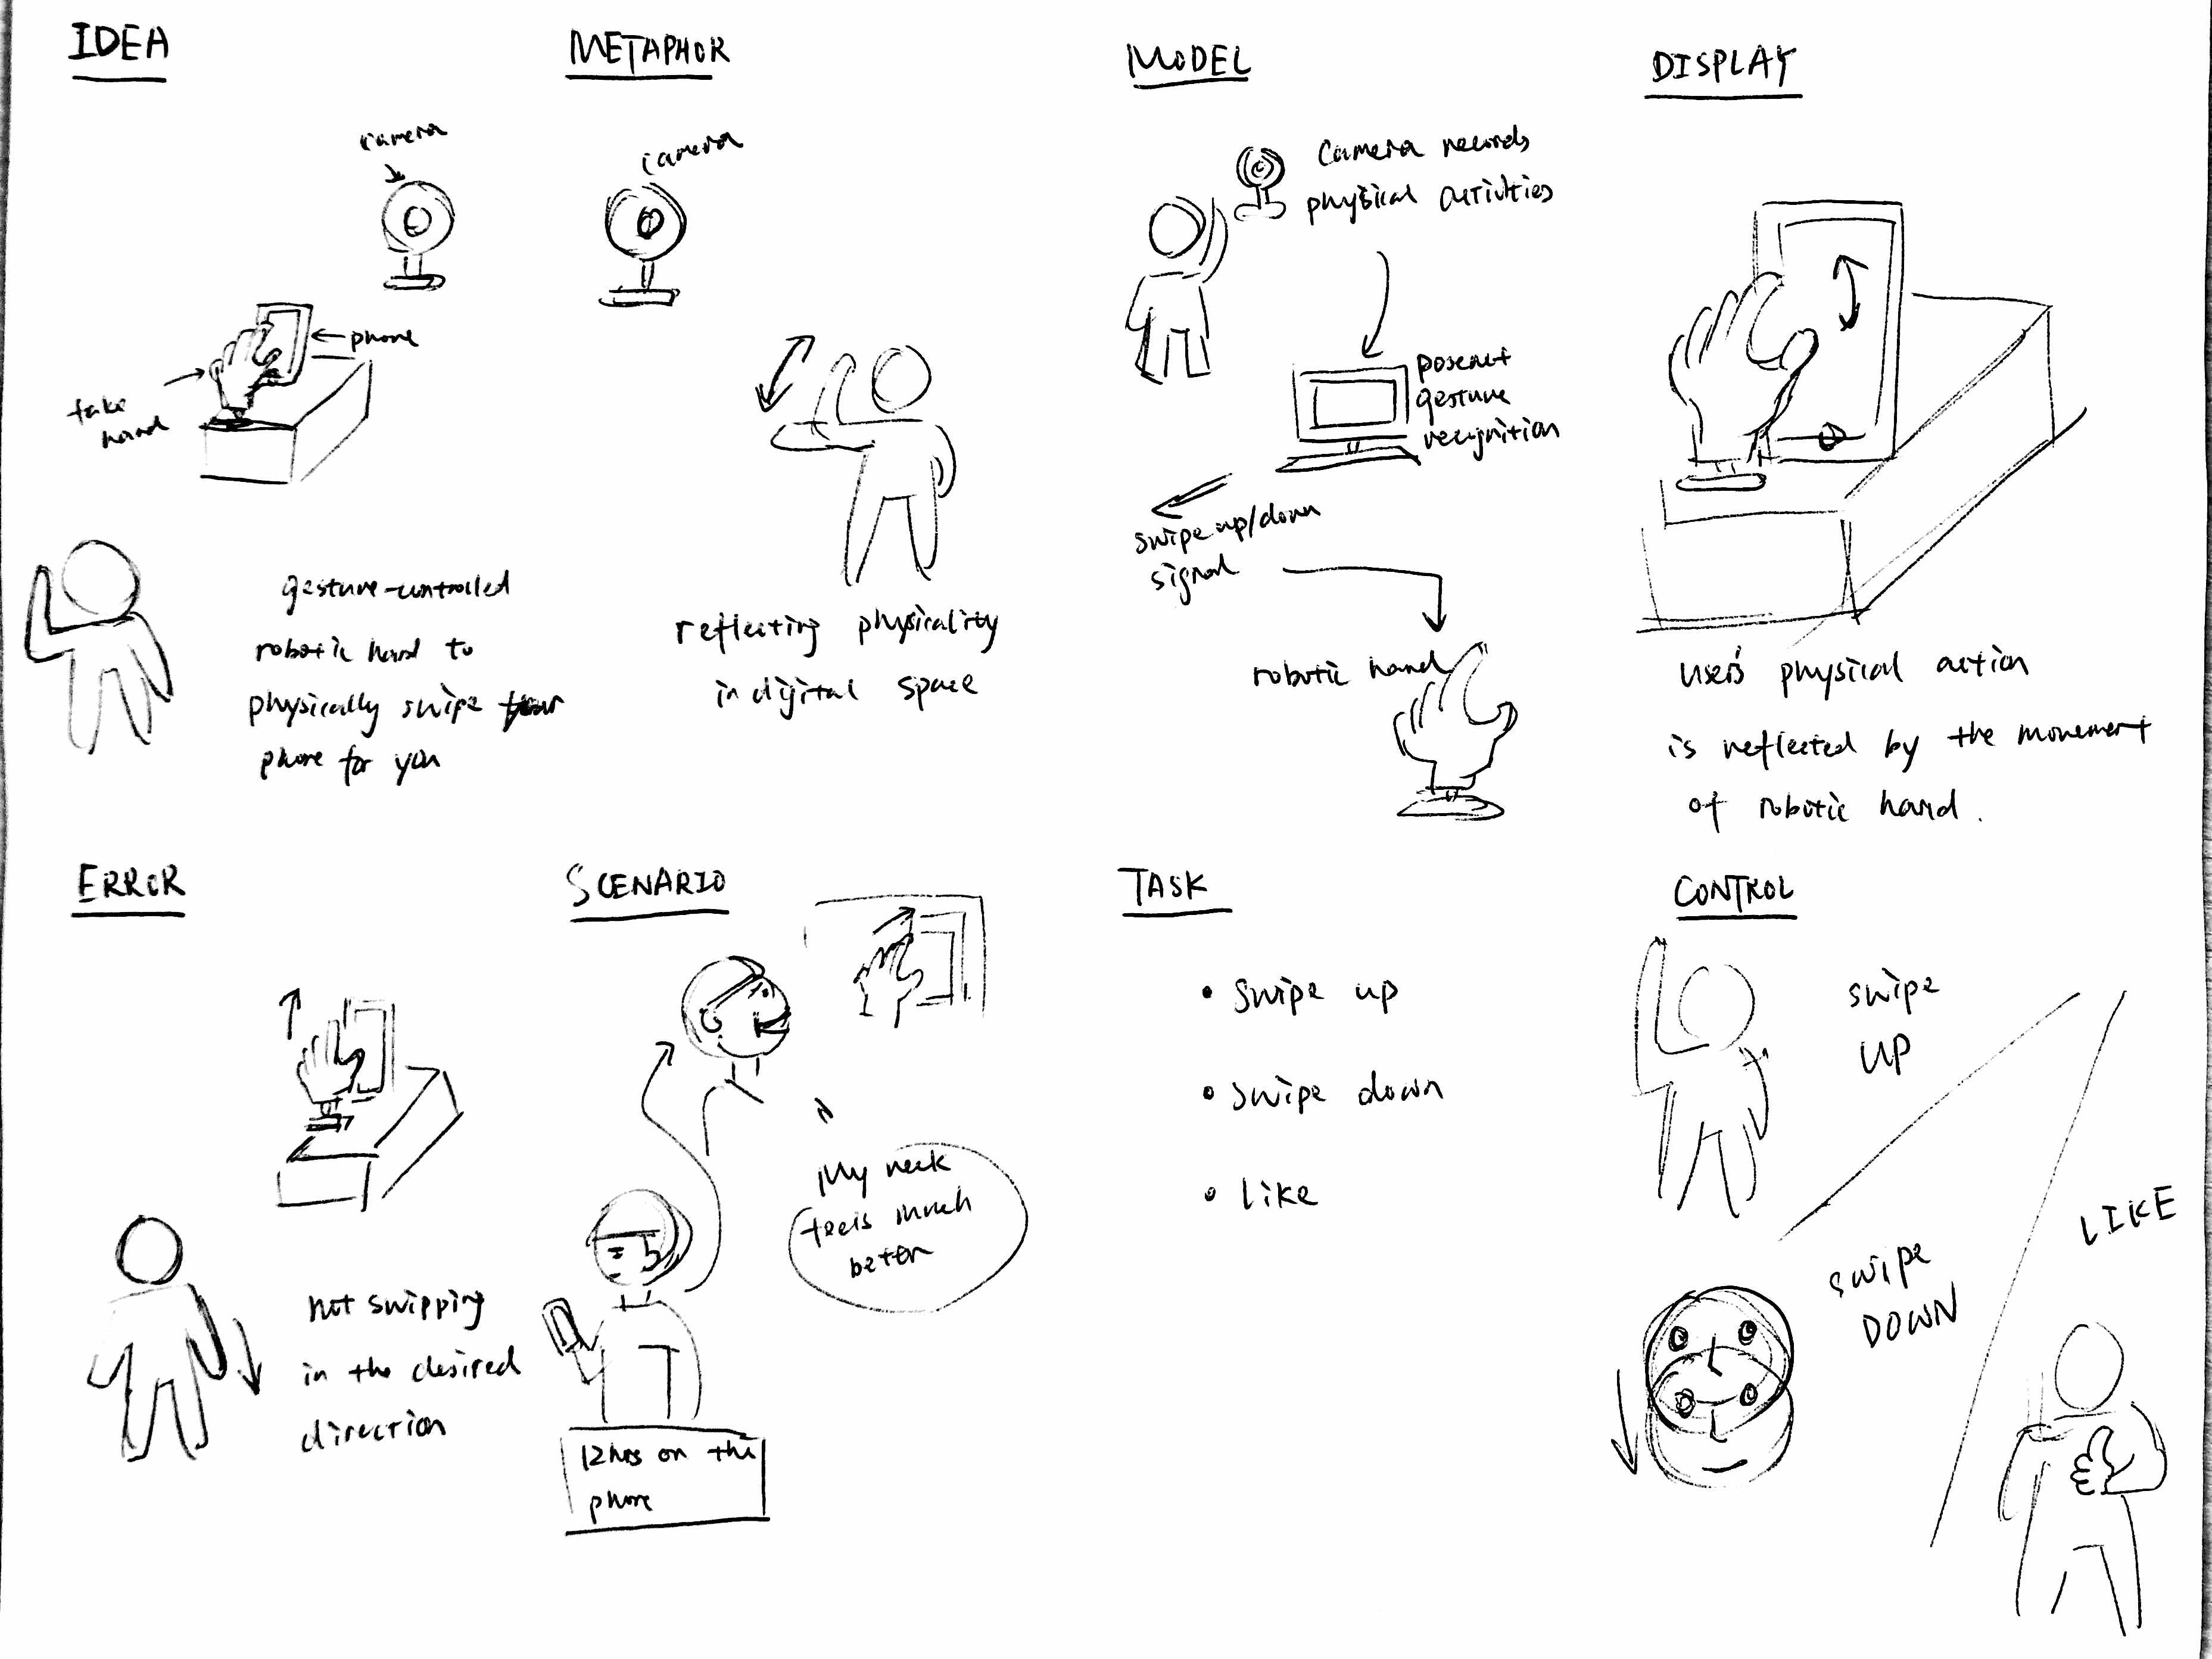 IDEA
camera
phone
fake
hand
gesture-controlled
robotic hand to
physically swipe your
phone for you
METAPHOR
camera
reflecting physicality
in digital space
MODEL
Camera records
physical activities
posenet
gesture
recognition
swipe up/down
signal
robotic hand
DISPLAY
user's physical action
is reflected by the movement
of robotic hand.
ERROR
not swipping
in the desired
direction
SCENARIO
My neck
feels much
better
12hrs on the
phone
TASK
• Swipe up
• Swipe down
• like
CONTROL
swipe
UP
swipe
DOWN
LIKE